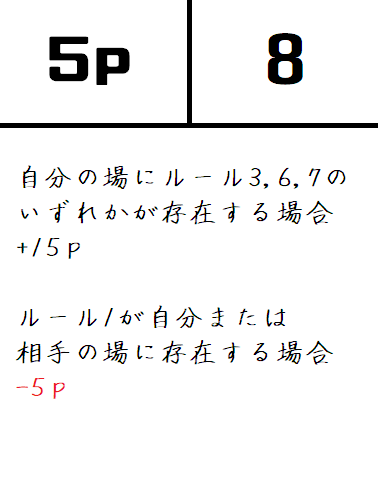 5p
8
自分の場にルール3,6,7の
いずれかが存在する場合
+15p
ルール1が自分または
相手の場に存在する場合
-5p